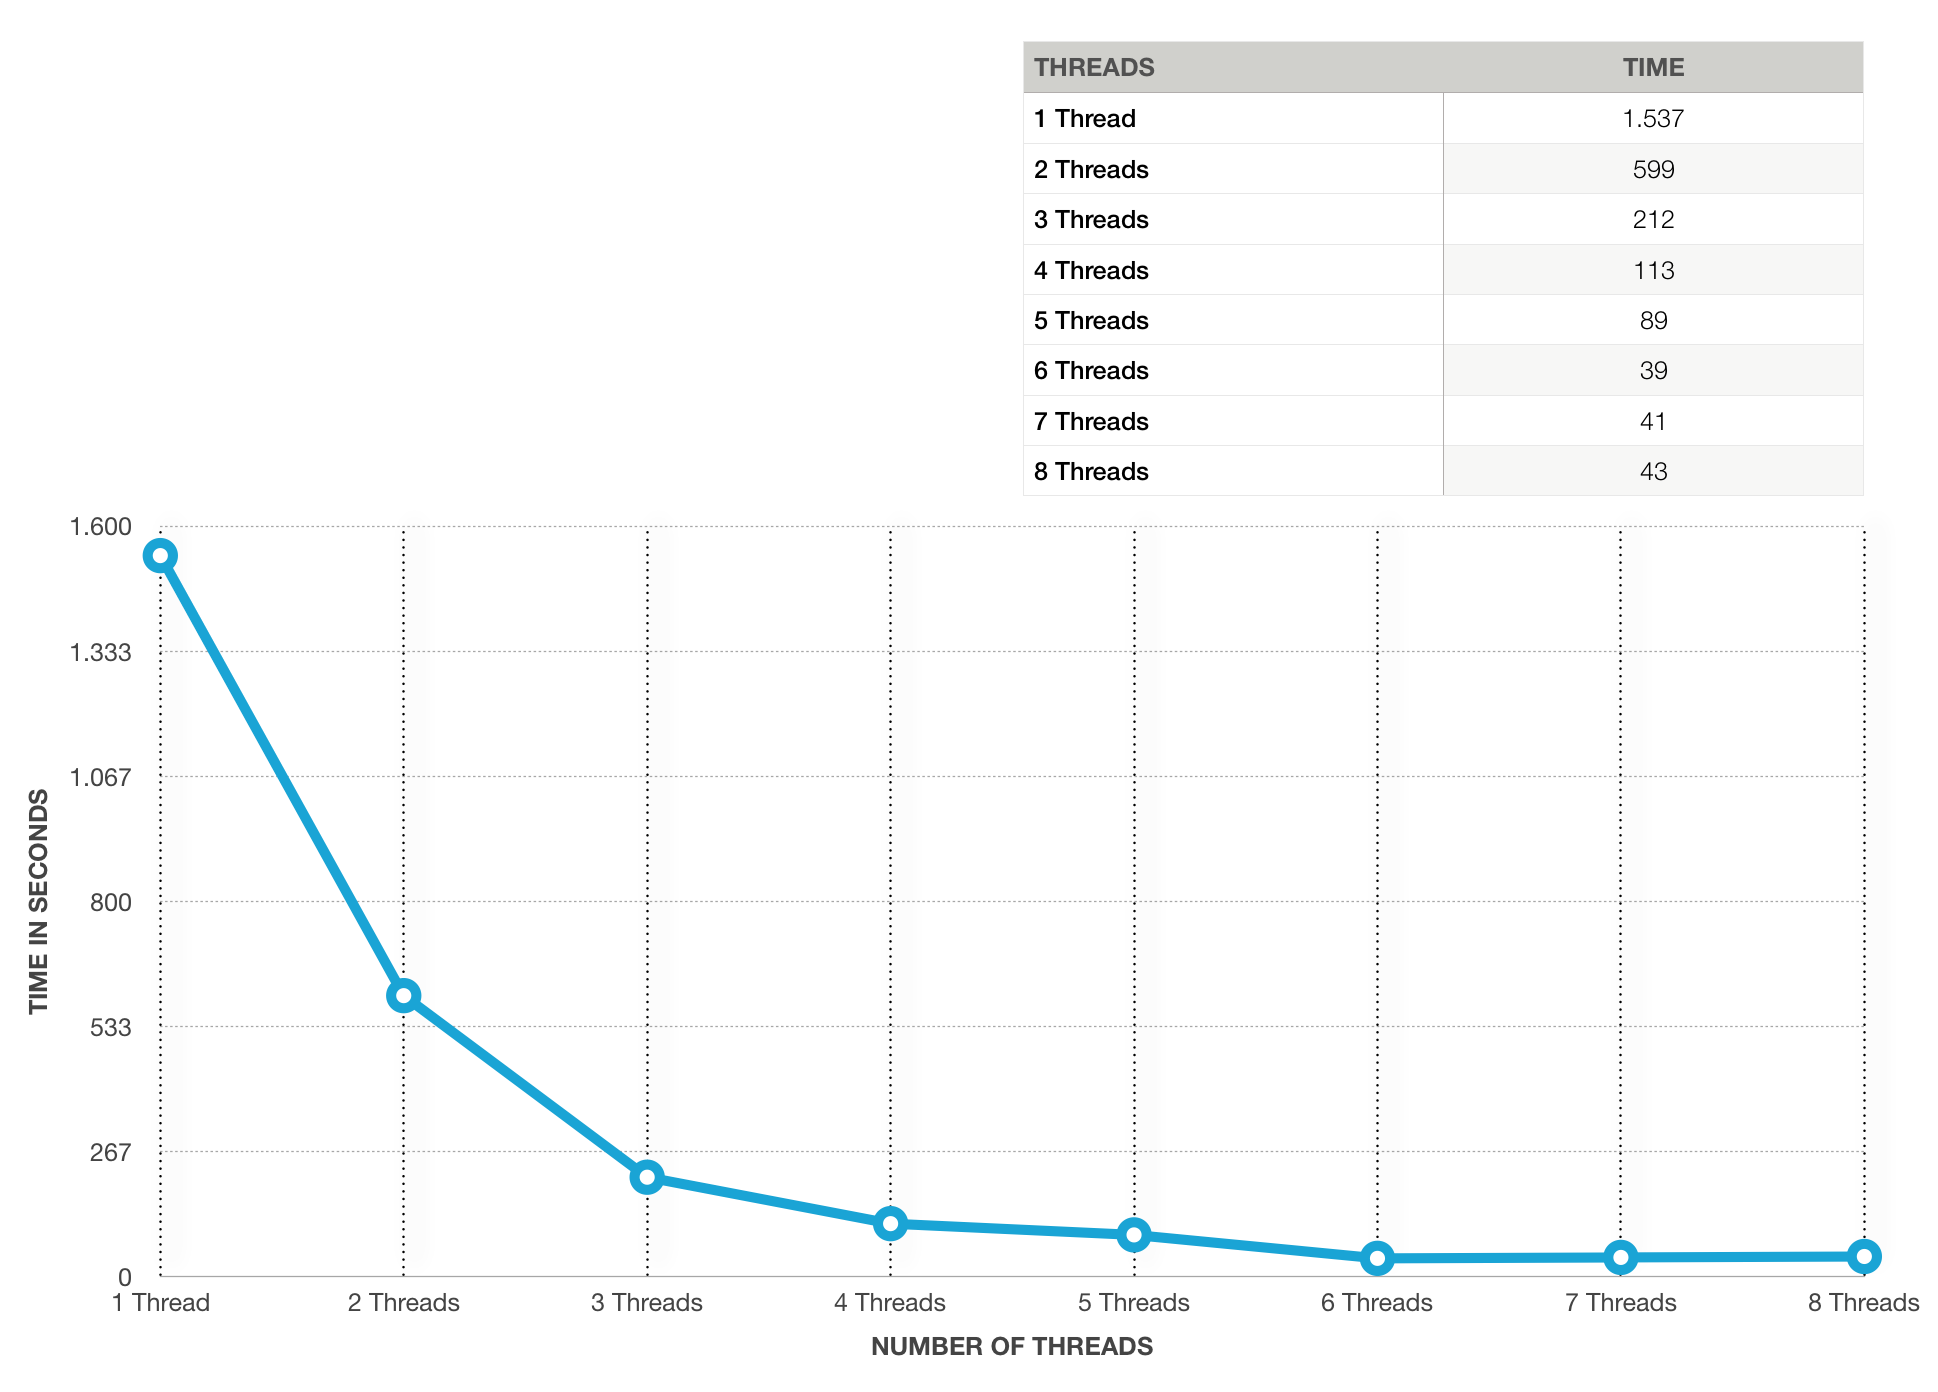 THREADS TIME
1 Thread 1.537
2 Threads 599
3 Threads 212
4 Threads 113
5 Threads 89
6 Threads 39
7 Threads 41
8 Threads 43
1.600
1.333
1.067
800
533
267
0
TIME IN SECONDS
1 Thread 2 Threads 3 Threads 4 Threads 5 Threads 6 Threads 7 Threads 8 Threads
NUMBER OF THREADS